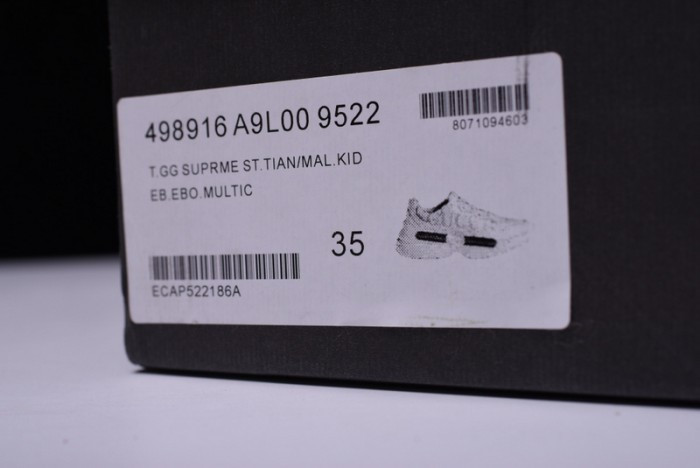 498916 A9L00 9522
8071094603
T.GG SUPRME ST.TIAN/MAL.KID
EB.EBO.MULTIC
35
ECAP522186A